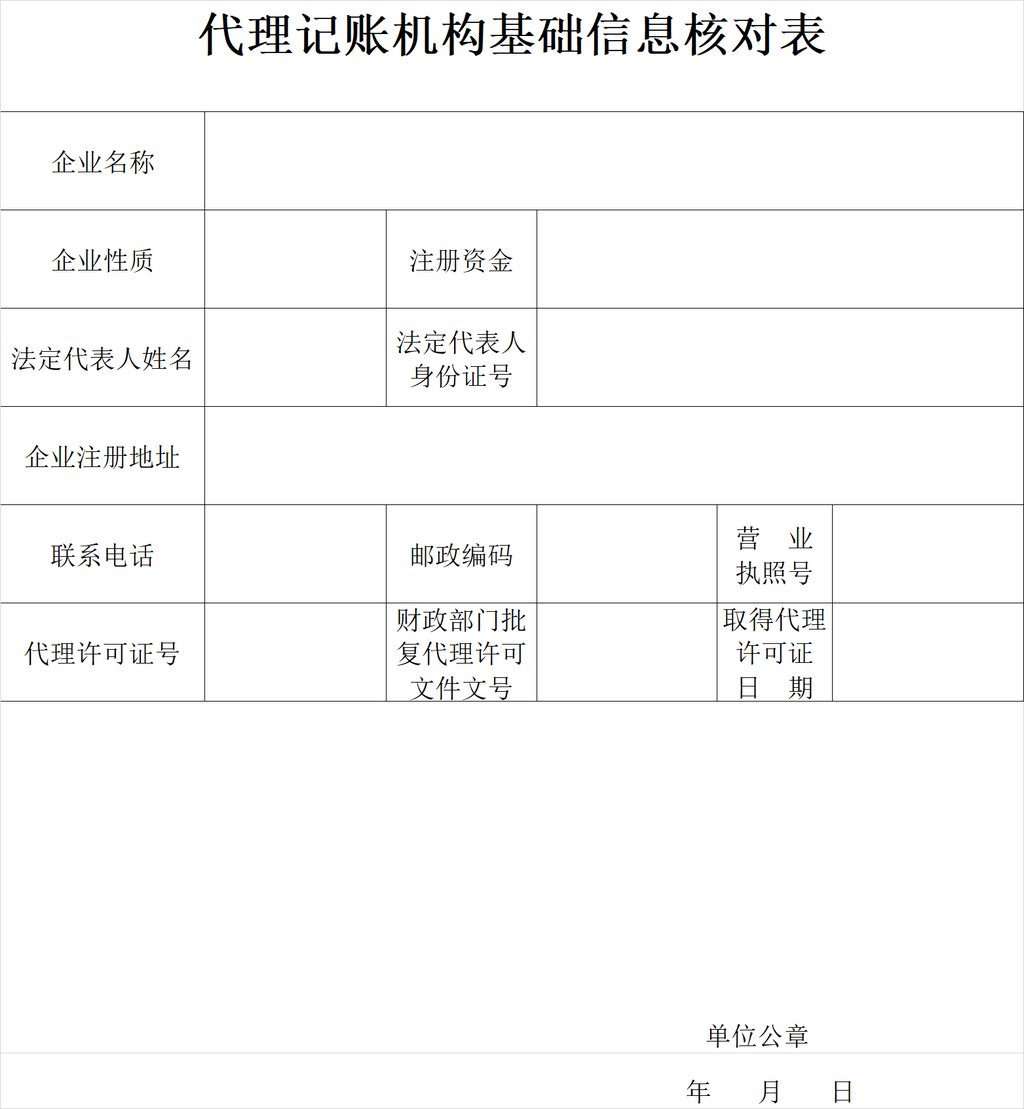 代理记账机构基础信息核对表
企业名称
企业性质
注册资金
法定代表人姓名
法定代表人
身份证号
企业注册地址
联系电话
邮政编码
营 业
执照号
代理许可证号
财政部门批
复代理许可
文件文号
取得代理
许可证
日 期
单位公章
年 月 日